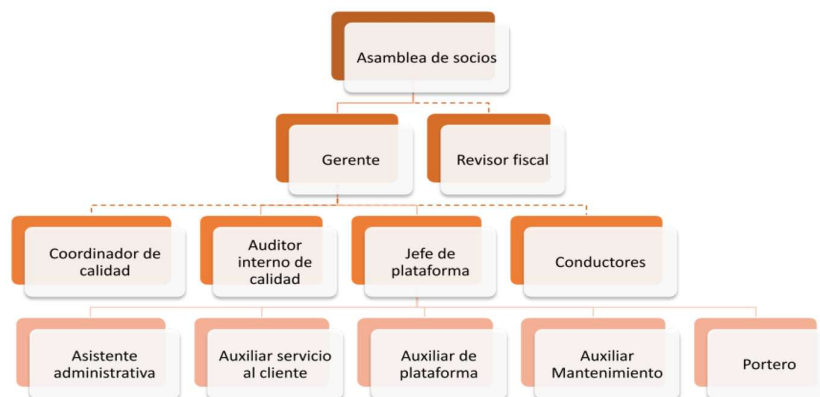 Asamblea de socios
Gerente
Revisor fiscal
Coordinador de
calidad
Auditor
interno de
calidad
Jefe de
plataforma
Conductores
Asistente
administrativa
Auxiliar servicio
al cliente
Auxiliar de
plataforma
Auxiliar
Mantenimiento
Portero